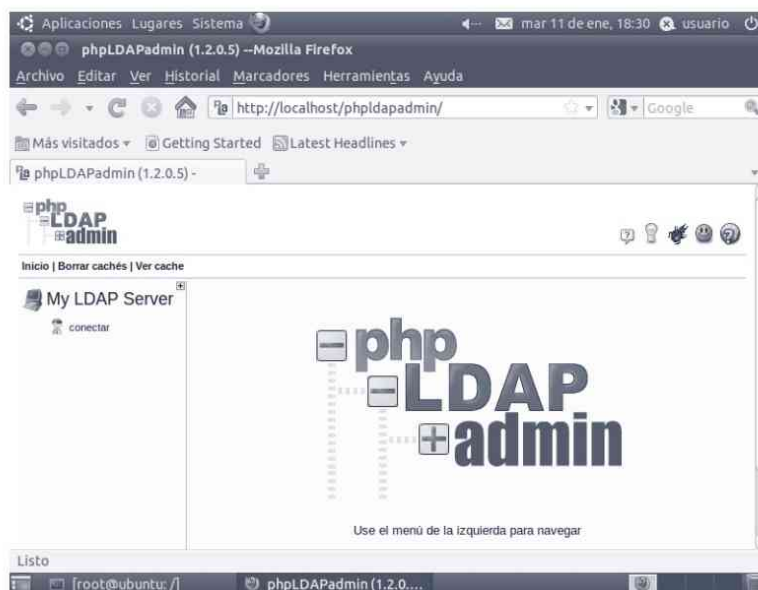 Aplicaciones Lugares Sistema mar 11 de ene, 18:30 usuario
phpLDAPadmin (1.2.0.5) --Mozilla Firefox
Archivo Editar Ver Historial Marcadores Herramientas Ayuda
http://localhost/phpldapadmin/ Google
Más visitados Getting Started Latest Headlines
phpLDAPadmin (1.2.0.5) -
php
LDAP
admin
Inicio | Borrar cachés | Ver cache
My LDAP Server
conectar
php
LDAP
admin
Use el menú de la izquierda para navegar
Listo
[root@ubuntu: /] phpLDAPadmin (1.2.0....